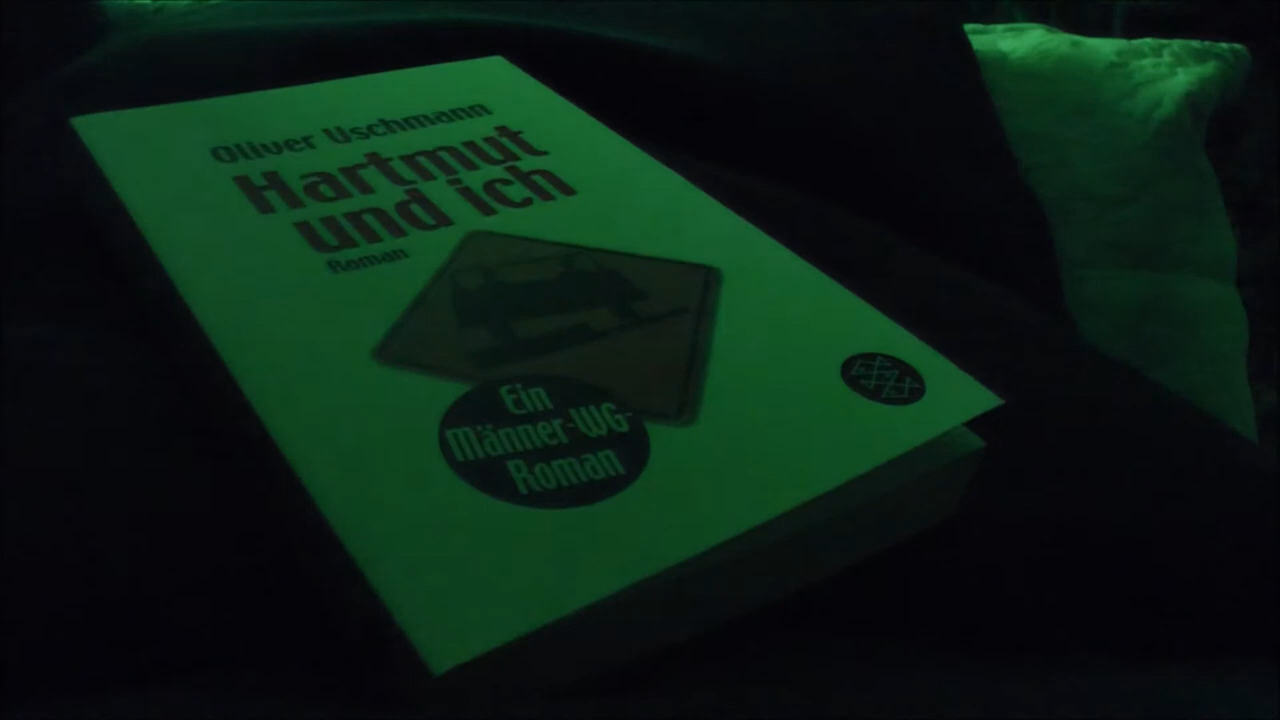 Oliver Uschmann
Hartmut
und ich
Roman
Ein
Männer-WG-
Roman